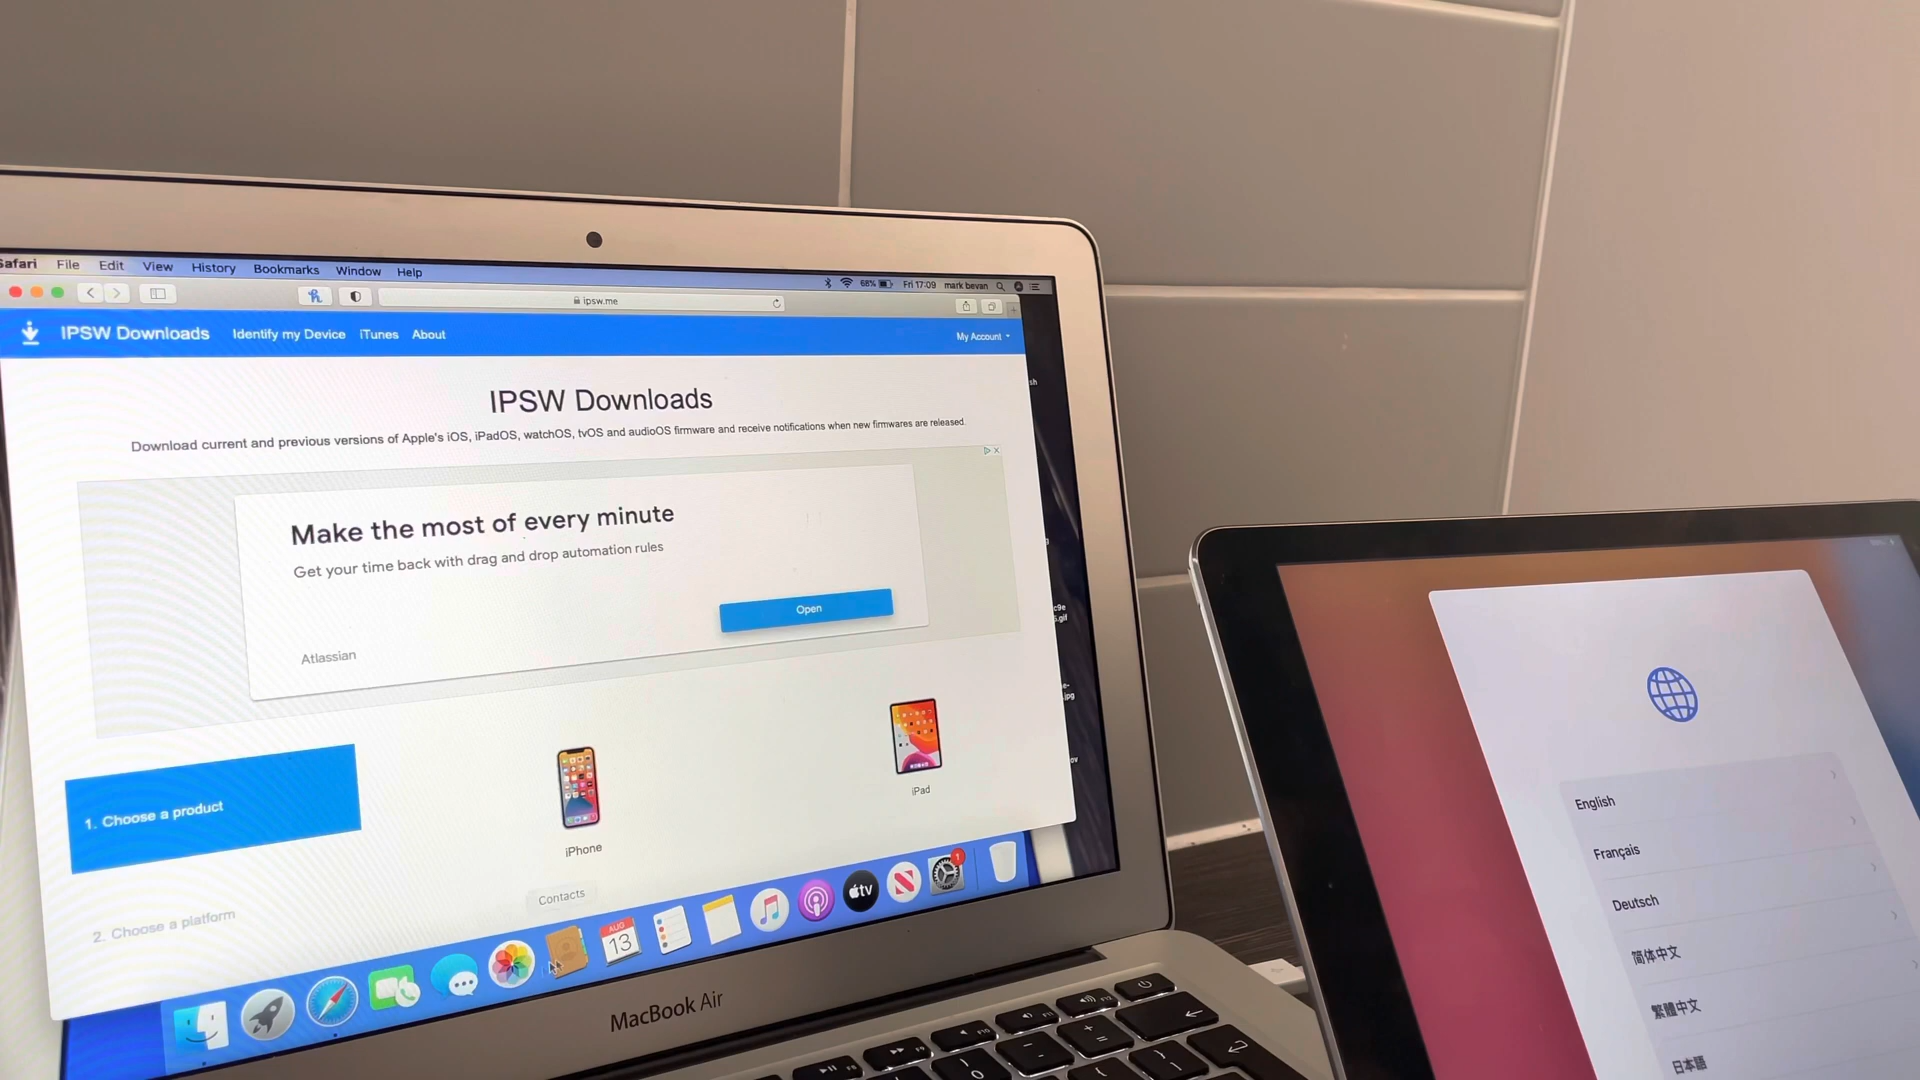 Safari File Edit View History Bookmarks Window Help
68% Fri 17:09 mark bevan
ipsw.me
IPSW Downloads Identify my Device iTunes About My Account
IPSW Downloads
Download current and previous versions of Apple's iOS, iPadOS, watchOS, tvOS and audioOS firmware and receive notifications when new firmwares are released.
Make the most of every minute
Get your time back with drag and drop automation rules
Open
Atlassian
1. Choose a product
iPhone
iPad
2. Choose a platform
Contacts
AUG
13
tv
1
MacBook Air
English
Français
Deutsch
简体中文
繁體中文
日本語